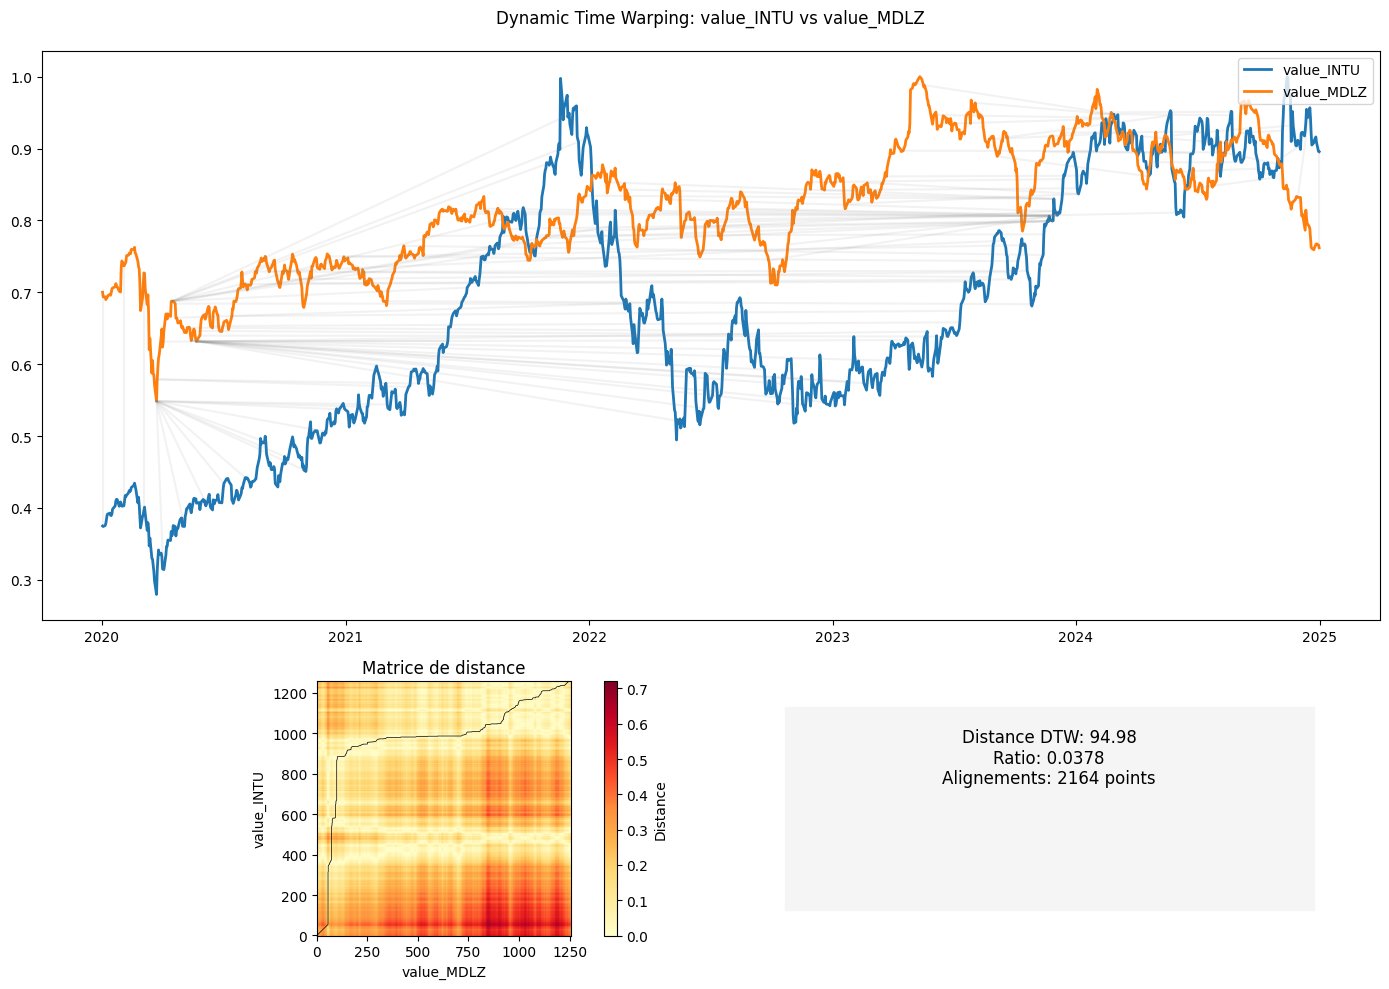 Dynamic Time Warping: value_INTU vs value_MDLZ
1.0
0.9
0.8
0.7
0.6
0.5
0.4
0.3
value_INTU
value_MDLZ
2020 2021 2022 2023 2024 2025
Matrice de distance
value_INTU
1200
1000
800
600
400
200
0
0 250 500 750 1000 1250
value_MDLZ
0.7
0.6
0.5
0.4
0.3
0.2
0.1
0.0
Distance
Distance DTW: 94.98
Ratio: 0.0378
Alignements: 2164 points